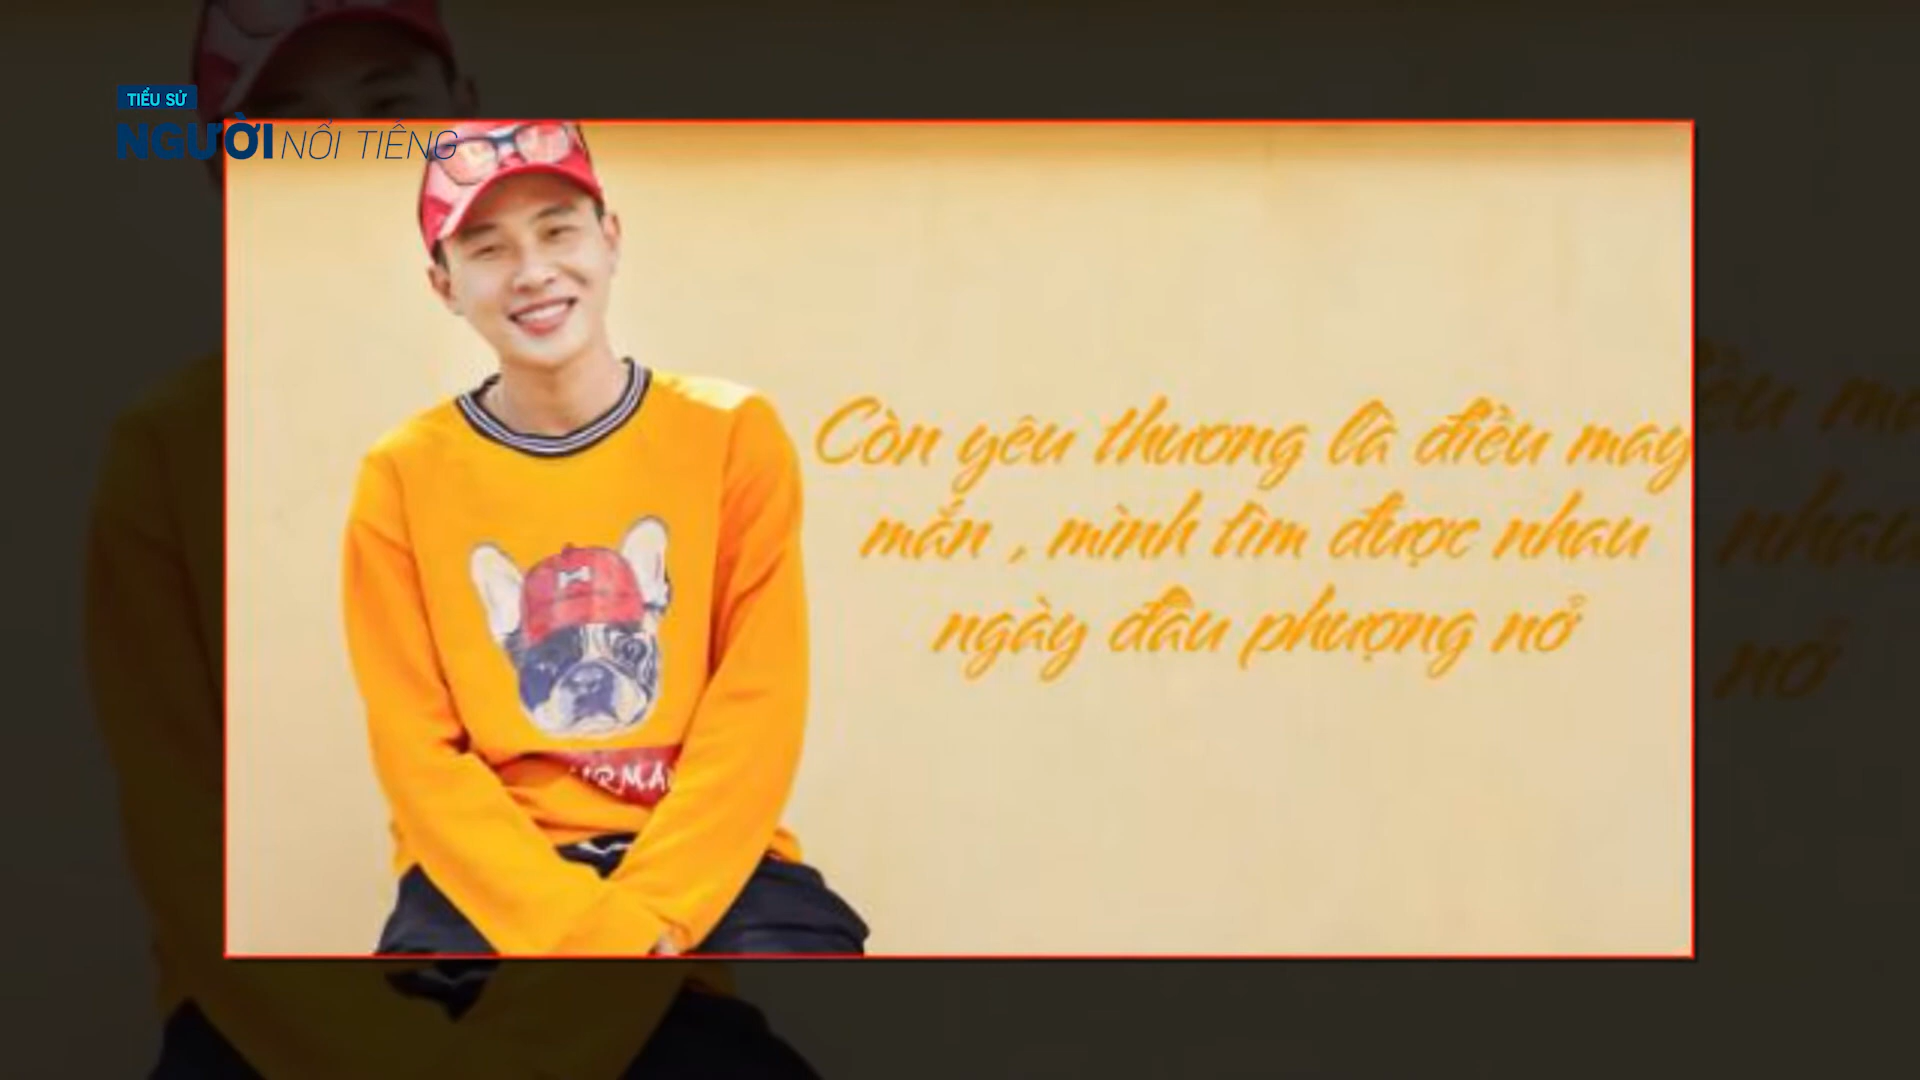 TIỂU SỬ
NGƯỜI NỔI TIẾNG
Còn yêu thương là điều may
mắn , mình tìm được nhau
ngày đầu phượng nở